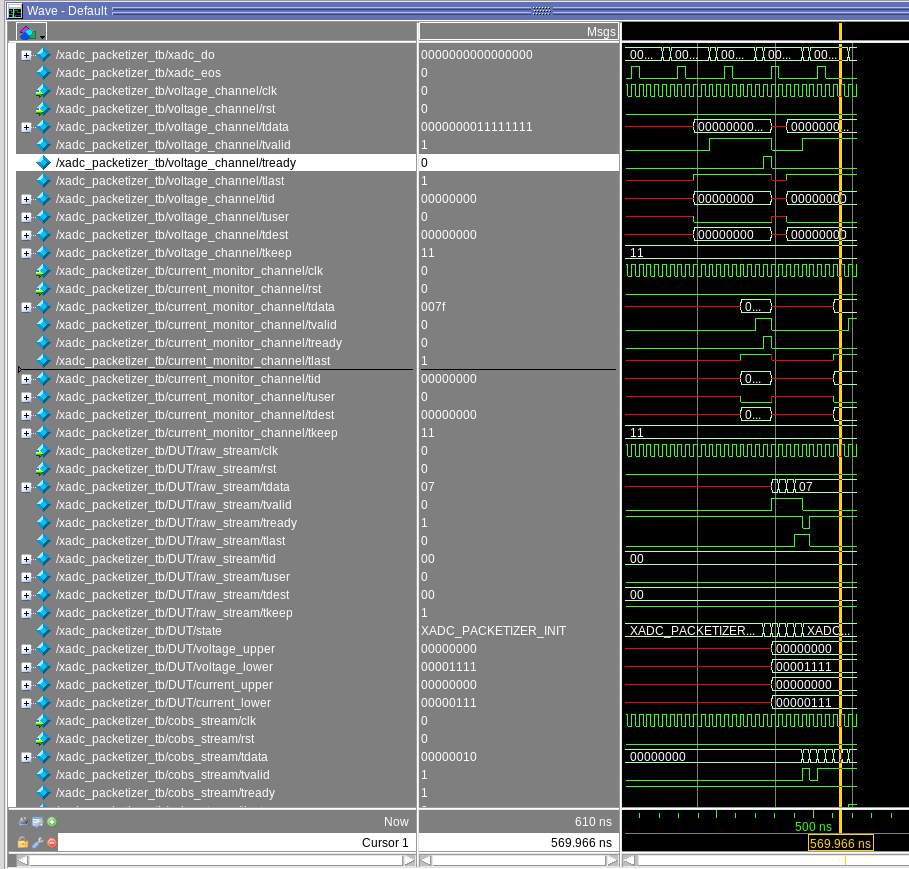 Wave - Default
Msgs
/xadc_packetizer_tb/xadc_do 0000000000000000 00... 00... 00... 00... 00...
/xadc_packetizer_tb/xadc_eos 0
/xadc_packetizer_tb/voltage_channel/clk 0
/xadc_packetizer_tb/voltage_channel/rst 0
/xadc_packetizer_tb/voltage_channel/tdata 0000000011111111 00000000... 0000000...
/xadc_packetizer_tb/voltage_channel/tvalid 1
/xadc_packetizer_tb/voltage_channel/tready 0
/xadc_packetizer_tb/voltage_channel/tlast 1
/xadc_packetizer_tb/voltage_channel/tid 00000000 00000000 00000000
/xadc_packetizer_tb/voltage_channel/tuser 0
/xadc_packetizer_tb/voltage_channel/tdest 00000000 00000000 00000000
/xadc_packetizer_tb/voltage_channel/tkeep 11 11
/xadc_packetizer_tb/current_monitor_channel/clk 0
/xadc_packetizer_tb/current_monitor_channel/rst 0
/xadc_packetizer_tb/current_monitor_channel/tdata 007f 0...
/xadc_packetizer_tb/current_monitor_channel/tvalid 0
/xadc_packetizer_tb/current_monitor_channel/tready 0
/xadc_packetizer_tb/current_monitor_channel/tlast 1
/xadc_packetizer_tb/current_monitor_channel/tid 00000000 0...
/xadc_packetizer_tb/current_monitor_channel/tuser 0
/xadc_packetizer_tb/current_monitor_channel/tdest 00000000 0...
/xadc_packetizer_tb/current_monitor_channel/tkeep 11 11
/xadc_packetizer_tb/DUT/raw_stream/clk 0
/xadc_packetizer_tb/DUT/raw_stream/rst 0
/xadc_packetizer_tb/DUT/raw_stream/tdata 07 07
/xadc_packetizer_tb/DUT/raw_stream/tvalid 0
/xadc_packetizer_tb/DUT/raw_stream/tready 1
/xadc_packetizer_tb/DUT/raw_stream/tlast 0
/xadc_packetizer_tb/DUT/raw_stream/tid 00 00
/xadc_packetizer_tb/DUT/raw_stream/tuser 0
/xadc_packetizer_tb/DUT/raw_stream/tdest 00 00
/xadc_packetizer_tb/DUT/raw_stream/tkeep 1
/xadc_packetizer_tb/DUT/state XADC_PACKETIZER_INIT XADC_PACKETIZER... XADC...
/xadc_packetizer_tb/DUT/voltage_upper 00000000 00000000
/xadc_packetizer_tb/DUT/voltage_lower 00001111 00001111
/xadc_packetizer_tb/DUT/current_upper 00000000 00000000
/xadc_packetizer_tb/DUT/current_lower 00000111 00000111
/xadc_packetizer_tb/cobs_stream/clk 0
/xadc_packetizer_tb/cobs_stream/rst 0
/xadc_packetizer_tb/cobs_stream/tdata 00000010 00000000
/xadc_packetizer_tb/cobs_stream/tvalid 1
/xadc_packetizer_tb/cobs_stream/tready 1
Now 610 ns 500 ns
Cursor 1 569.966 ns 569.966 ns